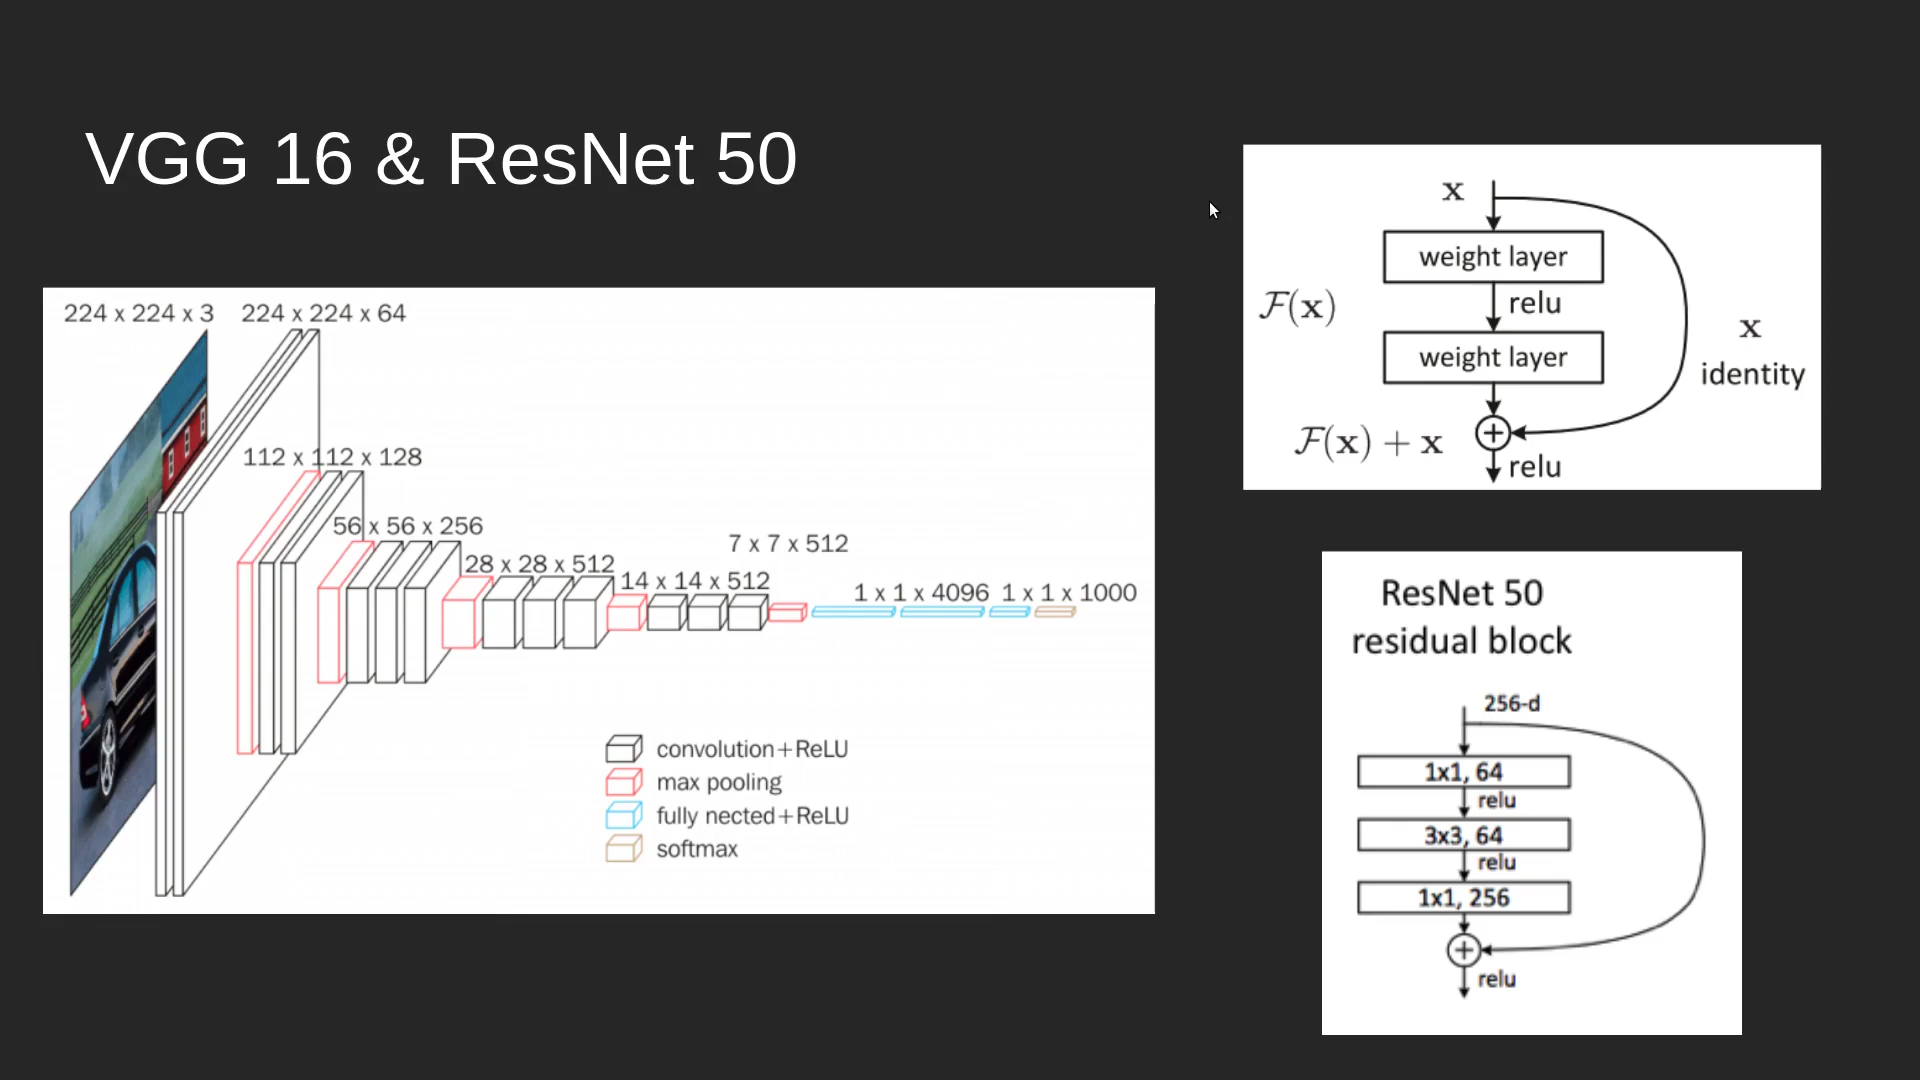 VGG 16 & ResNet 50
224 x 224 x 3
224 x 224 x 64
112 x 112 x 128
56 x 56 x 256
28 x 28 x 512
14 x 14 x 512
7 x 7 x 512
1 x 1 x 4096
1 x 1 x 1000
convolution+ReLU
max pooling
fully nected+ReLU
softmax
x
weight layer
relu
F(x)
weight layer
x
identity
F(x) + x
relu
ResNet 50
residual block
256-d
1x1, 64
relu
3x3, 64
relu
1x1, 256
relu